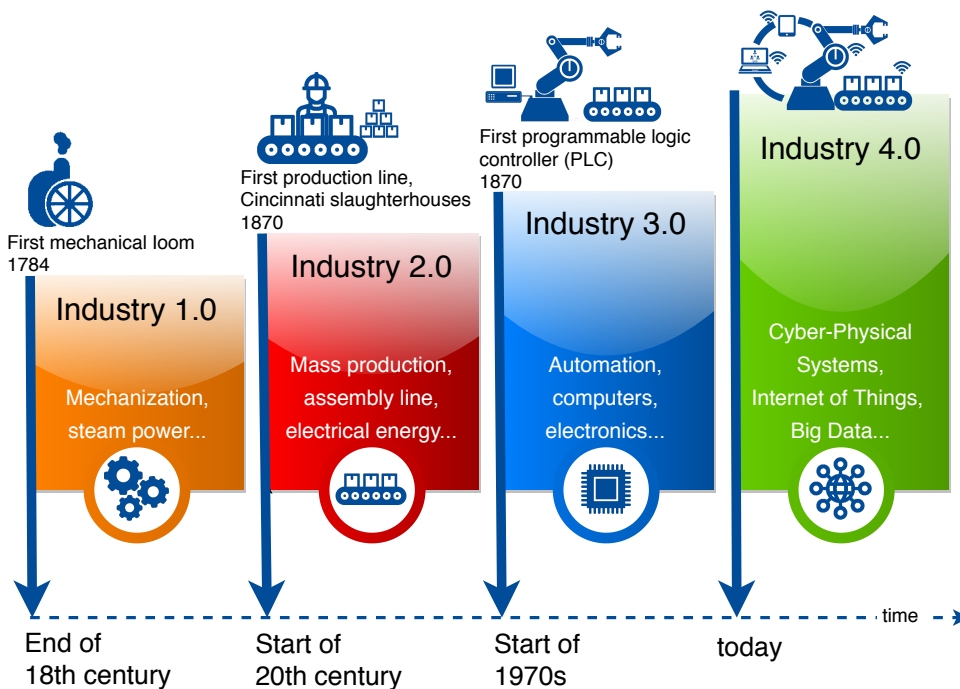 First mechanical loom
1784
Industry 1.0
Mechanization,
steam power...
End of
18th century
First production line,
Cincinnati slaughterhouses
1870
Industry 2.0
Mass production,
assembly line,
electrical energy...
Start of
20th century
First programmable logic
controller (PLC)
1870
Industry 3.0
Automation,
computers,
electronics...
Start of
1970s
Industry 4.0
Cyber-Physical
Systems,
Internet of Things,
Big Data...
today
time